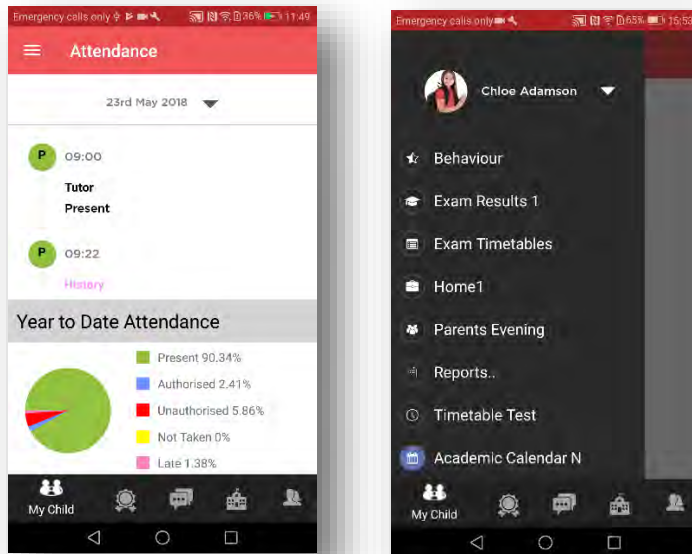 Emergency calls only 36% 11:49
Attendance
23rd May 2018
P 09:00
Tutor
Present
P 09:22
History
Year to Date Attendance
Present 90.34%
Authorised 2.41%
Unauthorised 5.86%
Not Taken 0%
Late 1.38%
My Child
Emergency calls only 65% 15:53
Chloe Adamson
Behaviour
Exam Results 1
Exam Timetables
Home1
Parents Evening
Reports..
Timetable Test
Academic Calendar N
My Child